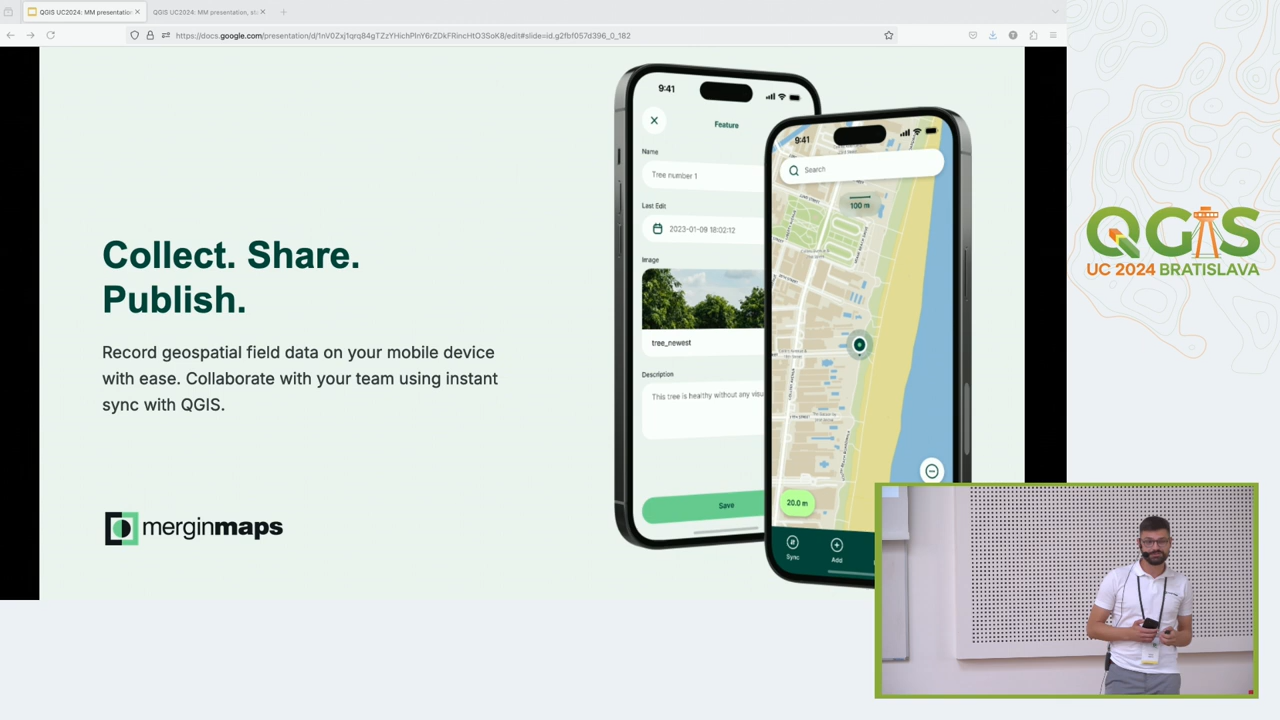 QGIS UC2024: MM presentation
QGIS UC2024: MM presentation, sh
https://docs.google.com/presentation/d/1nV0Zxj1qrq84gTZzYHichPlnY6rZDkFRincHtO3SoK8/edit#slide=id.g2fbf057d396_0_182
Collect. Share.
Publish.
Record geospatial field data on your mobile device
with ease. Collaborate with your team using instant
sync with QGIS.
merginmaps
9:41
Feature
Name
Tree number 1
Last Edit
2023-01-09 18:02:12
Image
tree_newest
Description
This tree is healthy without any visu
Save
9:41
Search
100 m
20.0 m
Sync
Add
QGIS
UC 2024 BRATISLAVA